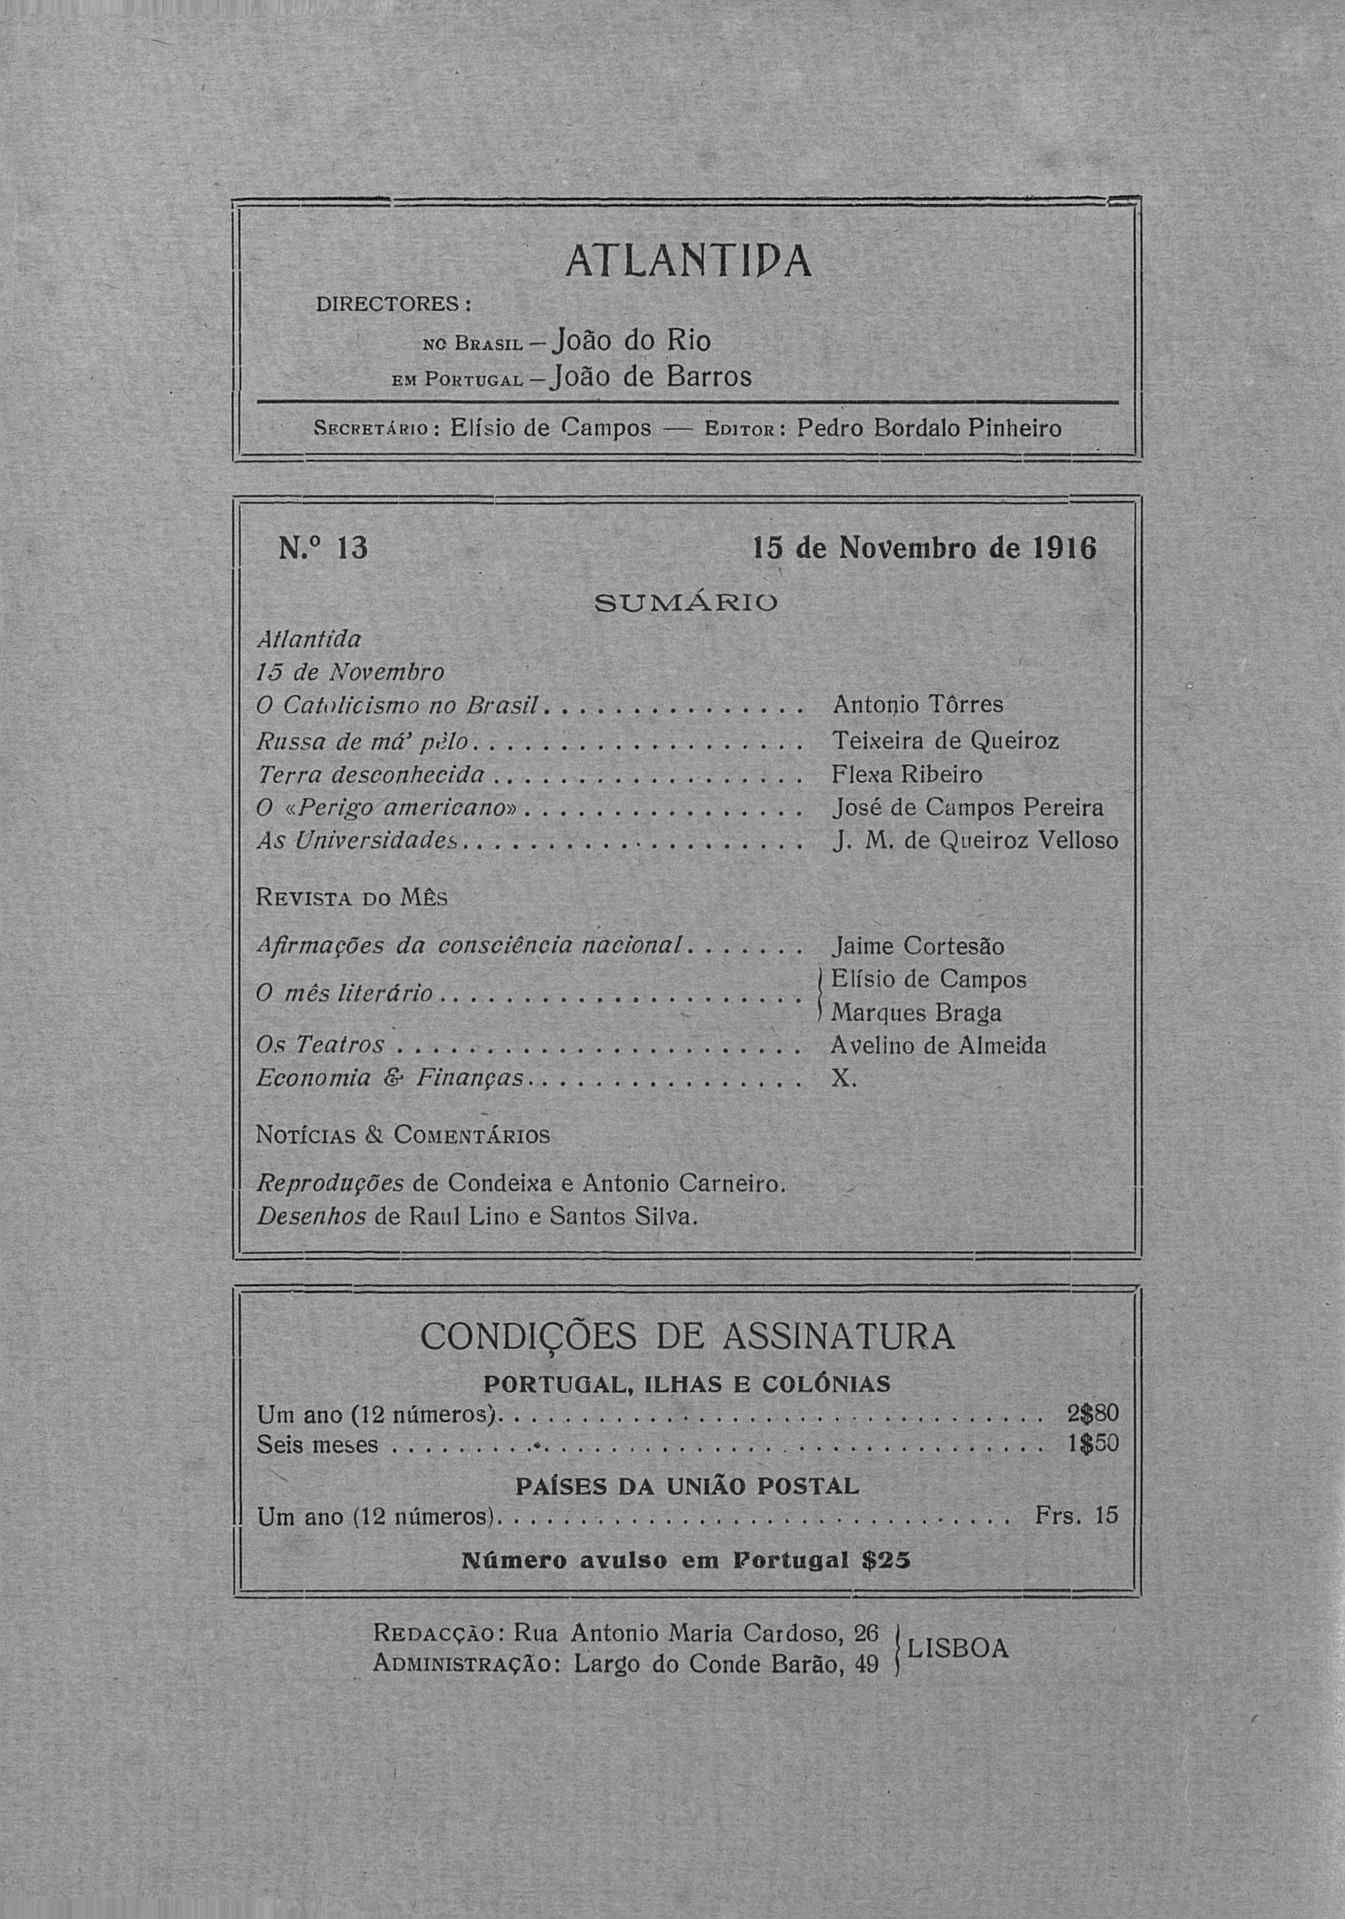 ATLANTIDA
DIRECTORES:
NO BRASIL — João do Rio
EM PORTUGAL — João de Barros
SECRETÁRIO: Elísio de Campos — EDITOR: Pedro Bordalo Pinheiro
N.º 13 15 de Novembro de 1916
SUMÁRIO
Atlantida
15 de Novembro
O Catolicismo no Brasil. . . . . . . . . . . . . . . Antonio Tôrres
Russa de má' pêlo. . . . . . . . . . . . . . . . . . . Teixeira de Queiroz
Terra desconhecida . . . . . . . . . . . . . . . . . . Flexa Ribeiro
O «Perigo americano» . . . . . . . . . . . . . . . . José de Campos Pereira
As Universidades. . . . . . . . . . . . . . . . . . . . J. M. de Queiroz Velloso
REVISTA DO MÊS
Afirmações da consciência nacional. . . . . . . Jaime Cortesão
O mês literário . . . . . . . . . . . . . . . . . . . . . { Elísio de Campos
Marques Braga
Os Teatros . . . . . . . . . . . . . . . . . . . . . . . Avelino de Almeida
Economia & Finanças. . . . . . . . . . . . . . . . X.
NOTÍCIAS & COMENTÁRIOS
Reproduções de Condeixa e Antonio Carneiro.
Desenhos de Raul Lino e Santos Silva.
CONDIÇÕES DE ASSINATURA
PORTUGAL, ILHAS E COLÓNIAS
Um ano (12 números). . . . . . . . . . . . . . . . . . . . . . . . . . . . . . . 2$80
Seis meses . . . . . . . . . . . . . . . . . . . . . . . . . . . . . . . . . . . . . 1$50
PAÍSES DA UNIÃO POSTAL
Um ano (12 números). . . . . . . . . . . . . . . . . . . . . . . . . . . . . . Frs. 15
Número avulso em Portugal $25
REDACÇÃO: Rua Antonio Maria Cardoso, 26 } LISBOA
ADMINISTRAÇÃO: Largo do Conde Barão, 49